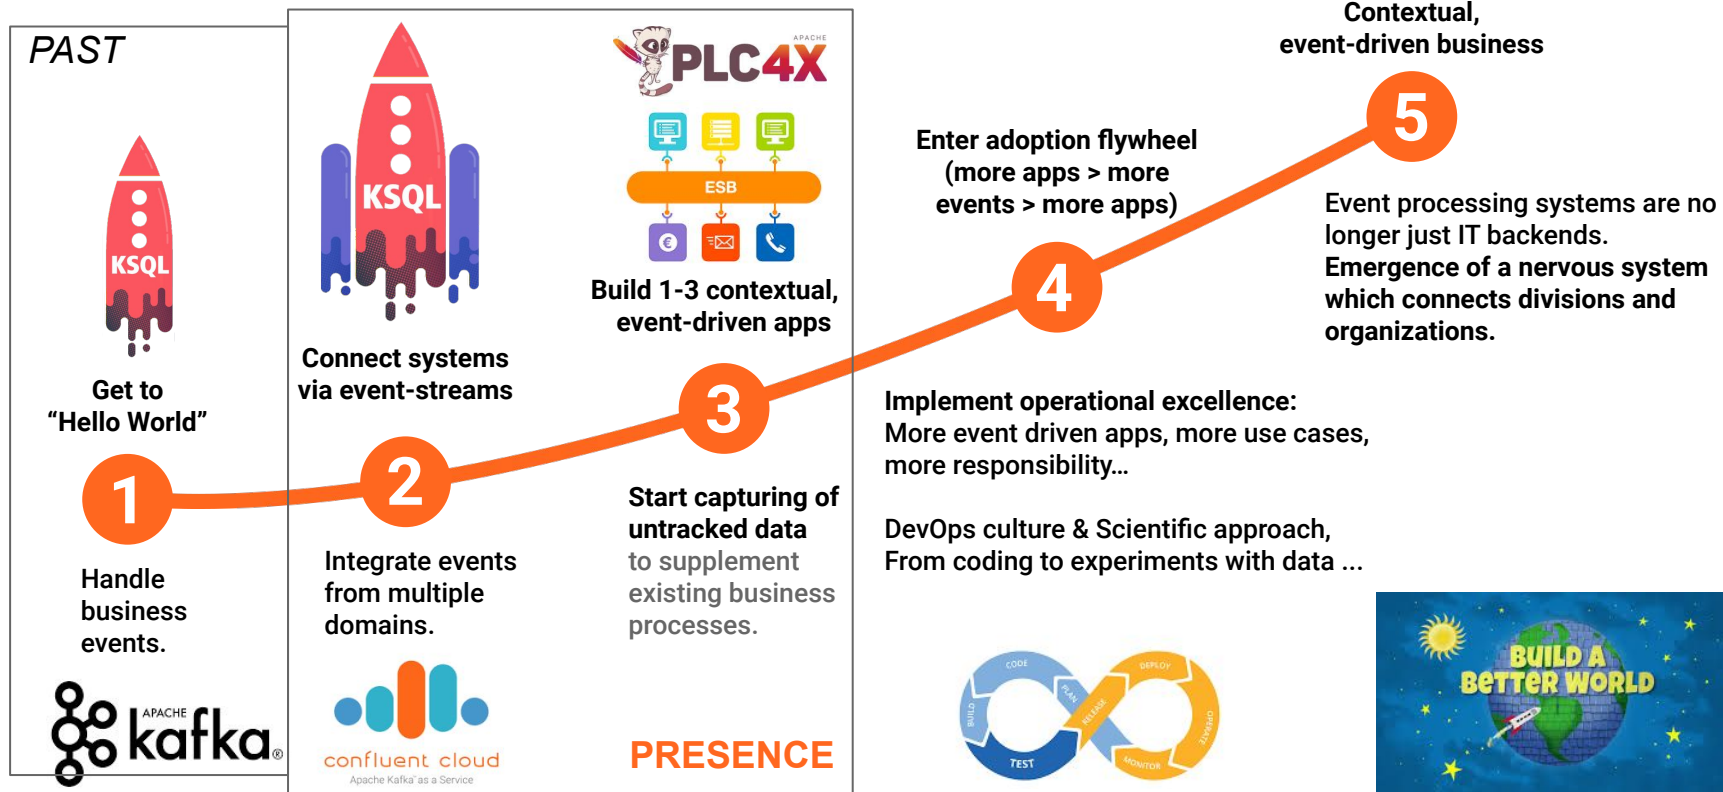 PAST
KSQL
Get to
“Hello World”
1
Handle
business
events.
APACHE
kafka®
KSQL
Connect systems
via event-streams
2
Integrate events
from multiple
domains.
confluent cloud
Apache Kafka® as a Service
APACHE
PLC4X
ESB
€
Build 1-3 contextual,
event-driven apps
3
Start capturing of
untracked data
to supplement
existing business
processes.
PRESENCE
Enter adoption flywheel
(more apps > more
events > more apps)
4
Implement operational excellence:
More event driven apps, more use cases,
more responsibility...
DevOps culture & Scientific approach,
From coding to experiments with data ...
CODE
BUILD
PLAN
TEST
RELEASE
DEPLOY
OPERATE
MONITOR
Contextual,
event-driven business
5
Event processing systems are no
longer just IT backends.
Emergence of a nervous system
which connects divisions and
organizations.
BUILD A
BETTER WORLD